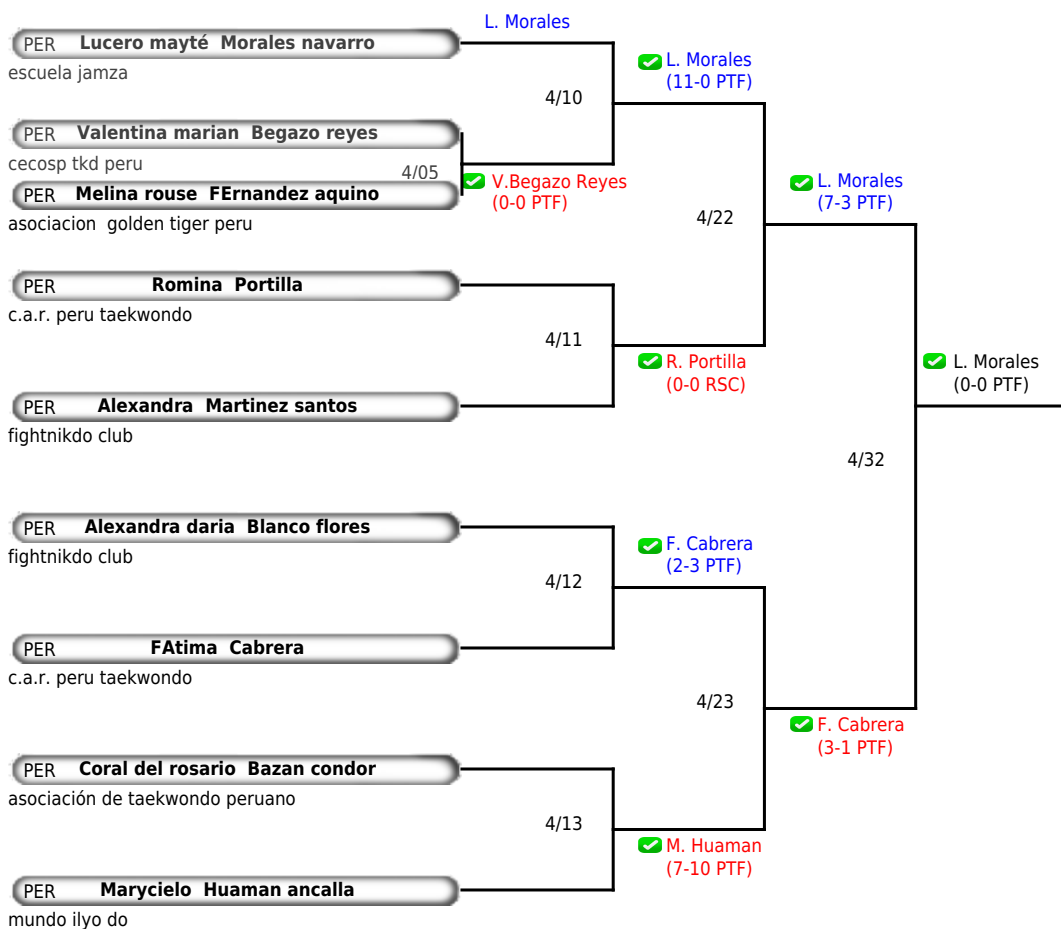 L. Morales
PER Lucero mayté Morales navarro
escuela jamza
L. Morales
(11-0 PTF)
4/10
PER Valentina marian Begazo reyes
cecosp tkd peru
4/05
V.Begazo Reyes
(0-0 PTF)
PER Melina rouse FErnandez aquino
asociacion golden tiger peru
L. Morales
(7-3 PTF)
4/22
PER Romina Portilla
c.a.r. peru taekwondo
4/11
R. Portilla
(0-0 RSC)
L. Morales
(0-0 PTF)
PER Alexandra Martinez santos
fightnikdo club
4/32
PER Alexandra daria Blanco flores
fightnikdo club
F. Cabrera
(2-3 PTF)
4/12
PER FAtima Cabrera
c.a.r. peru taekwondo
4/23
F. Cabrera
(3-1 PTF)
PER Coral del rosario Bazan condor
asociación de taekwondo peruano
4/13
M. Huaman
(7-10 PTF)
PER Marycielo Huaman ancalla
mundo ilyo do